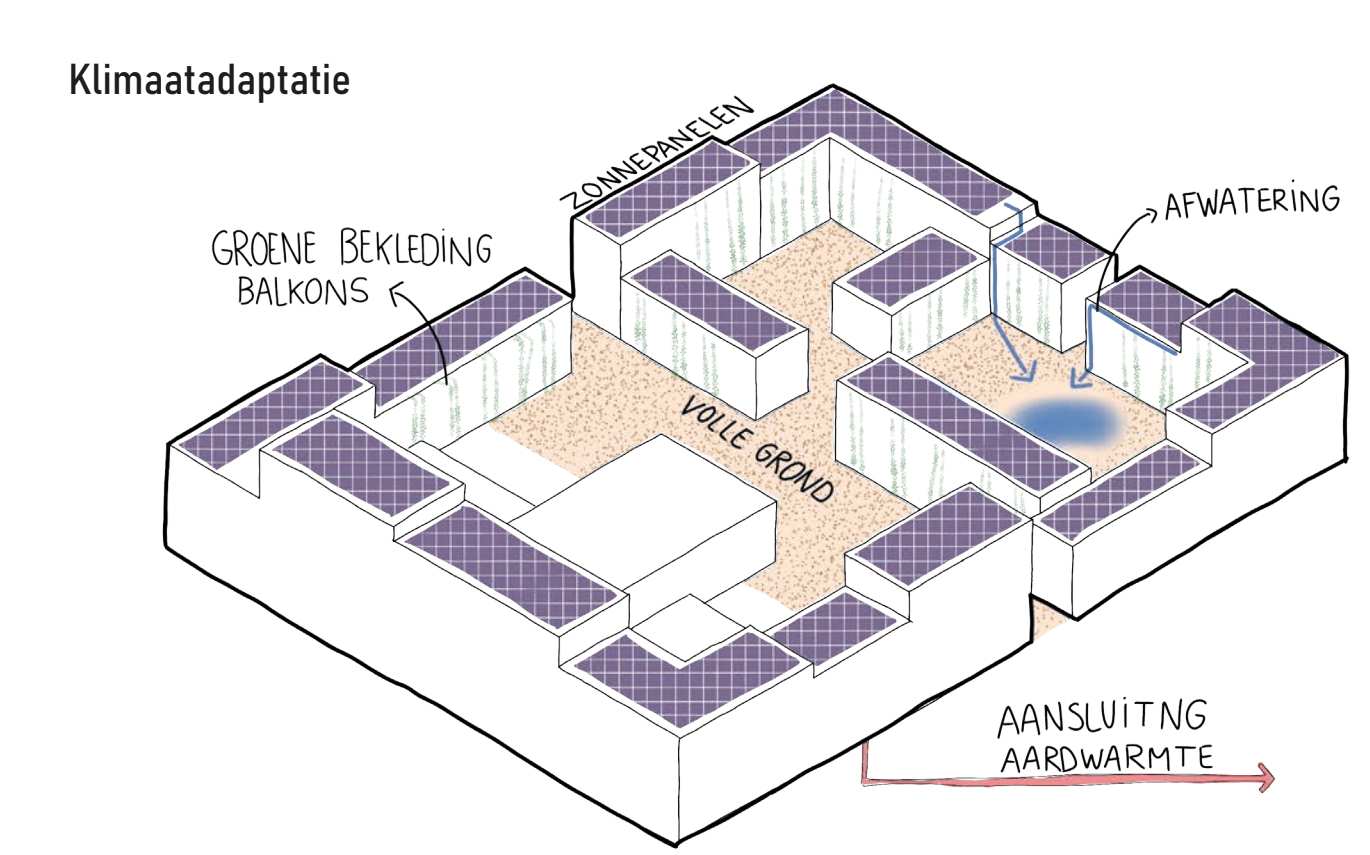 Klimaatadaptatie
ZONNEPANELEN
AFWATERING
GROENE BEKLEDING
BALKONS
VOLLE GROND
AANSLUITNG
AARDWARMTE